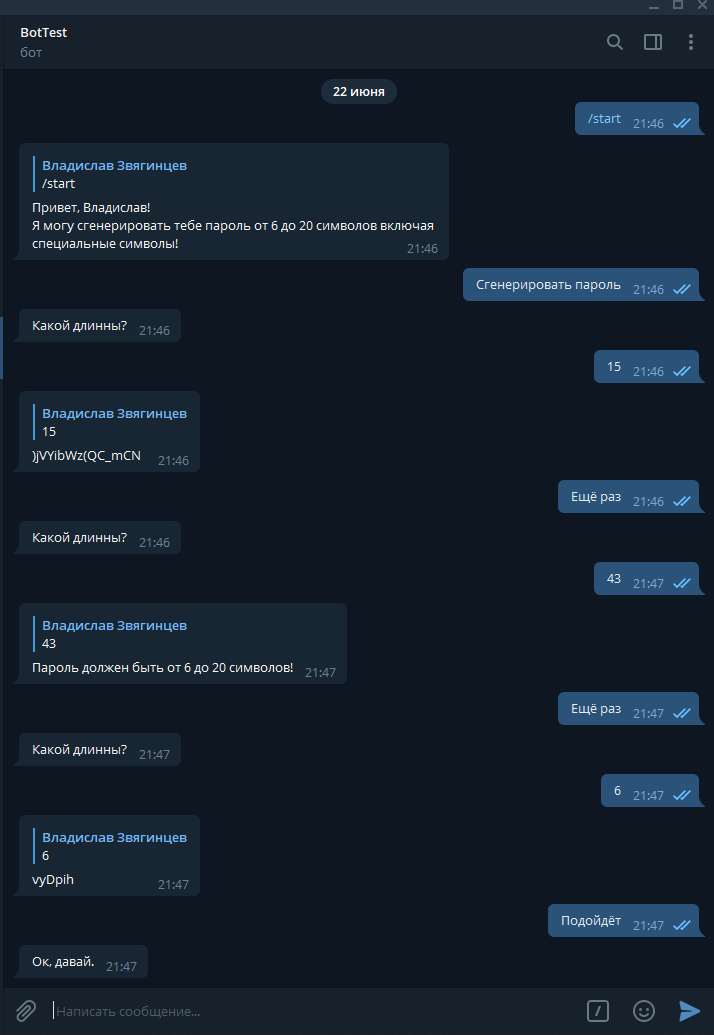 BotTest
бот
22 июня
/start 21:46
Владислав Звягинцев
/start
Привет, Владислав!
Я могу сгенерировать тебе пароль от 6 до 20 символов включая
специальные символы!
21:46
Сгенерировать пароль 21:46
Какой длинны? 21:46
15 21:46
Владислав Звягинцев
15
)jVYibWz(QC_mCN 21:46
Ещё раз 21:46
Какой длинны? 21:46
43 21:47
Владислав Звягинцев
43
Пароль должен быть от 6 до 20 символов! 21:47
Ещё раз 21:47
Какой длинны? 21:47
6 21:47
Владислав Звягинцев
6
vyDpih 21:47
Подойдёт 21:47
Ок, давай. 21:47
Написать сообщение...